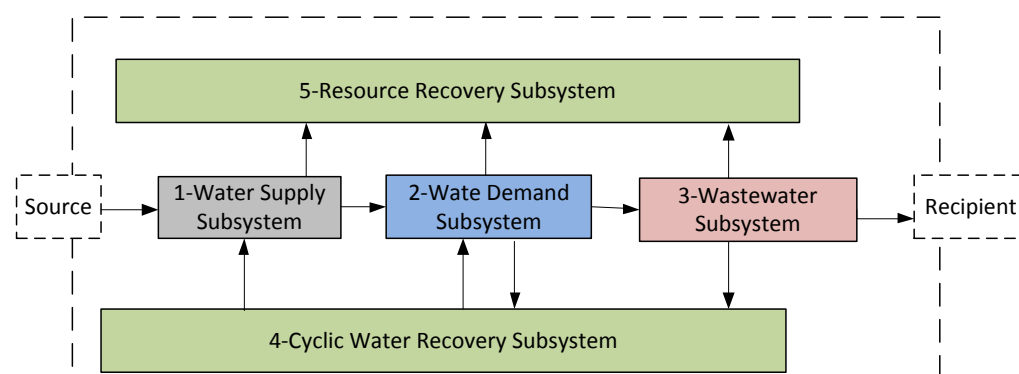 5-Resource Recovery Subsystem
Source
1-Water Supply
Subsystem
2-Wate Demand
Subsystem
3-Wastewater
Subsystem
Recipient
4-Cyclic Water Recovery Subsystem